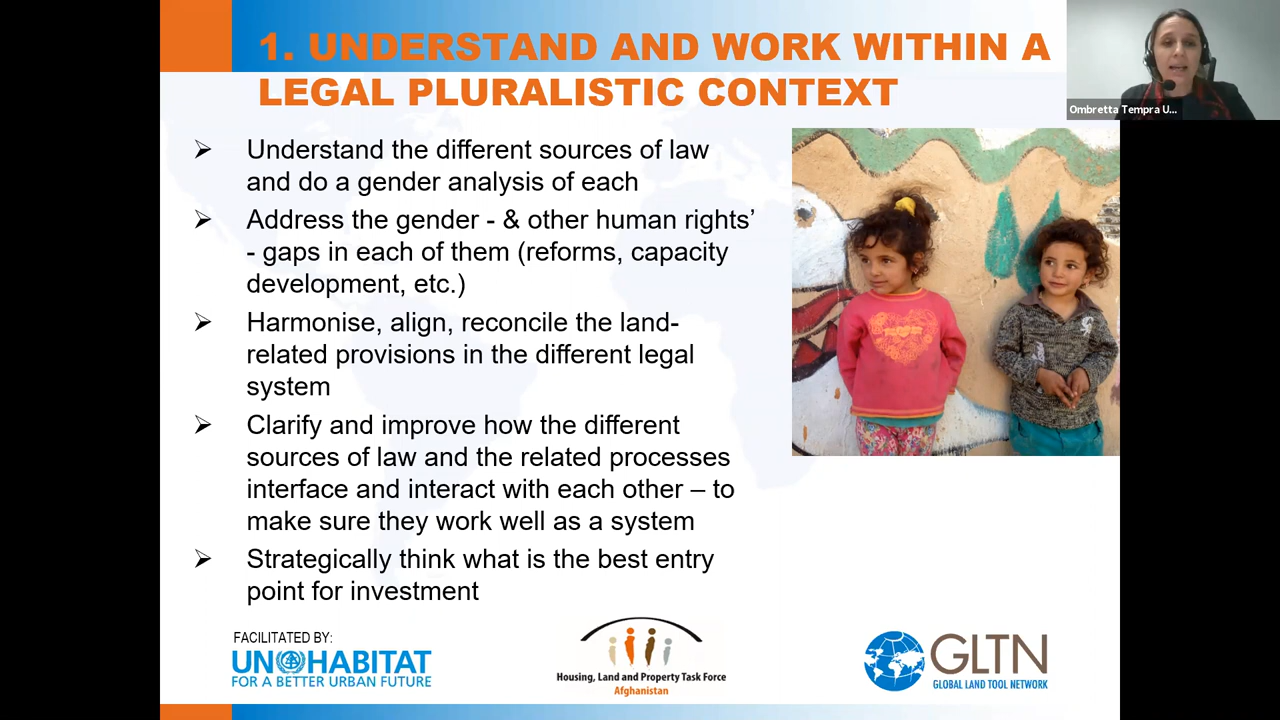 1. UNDERSTAND AND WORK WITHIN A
LEGAL PLURALISTIC CONTEXT
Ombretta Tempra U...
➢ Understand the different sources of law
and do a gender analysis of each
➢ Address the gender - & other human rights’
- gaps in each of them (reforms, capacity
development, etc.)
➢ Harmonise, align, reconcile the land-
related provisions in the different legal
system
➢ Clarify and improve how the different
sources of law and the related processes
interface and interact with each other – to
make sure they work well as a system
➢ Strategically think what is the best entry
point for investment
FACILITATED BY:
UN HABITAT
FOR A BETTER URBAN FUTURE
Housing, Land and Property Task Force
Afghanistan
GLTN
GLOBAL LAND TOOL NETWORK